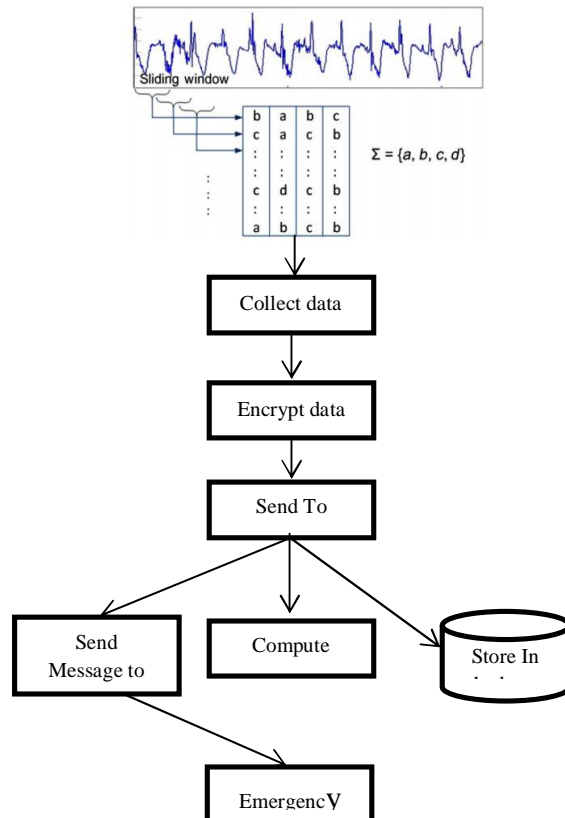 Sliding window
b a b c
c a c b
: : : :
: : : :
c d c b
: : : :
a b c b
Σ = {a, b, c, d}
Collect data
Encrypt data
Send To
Send
Message to
Compute
Store In
Emergency